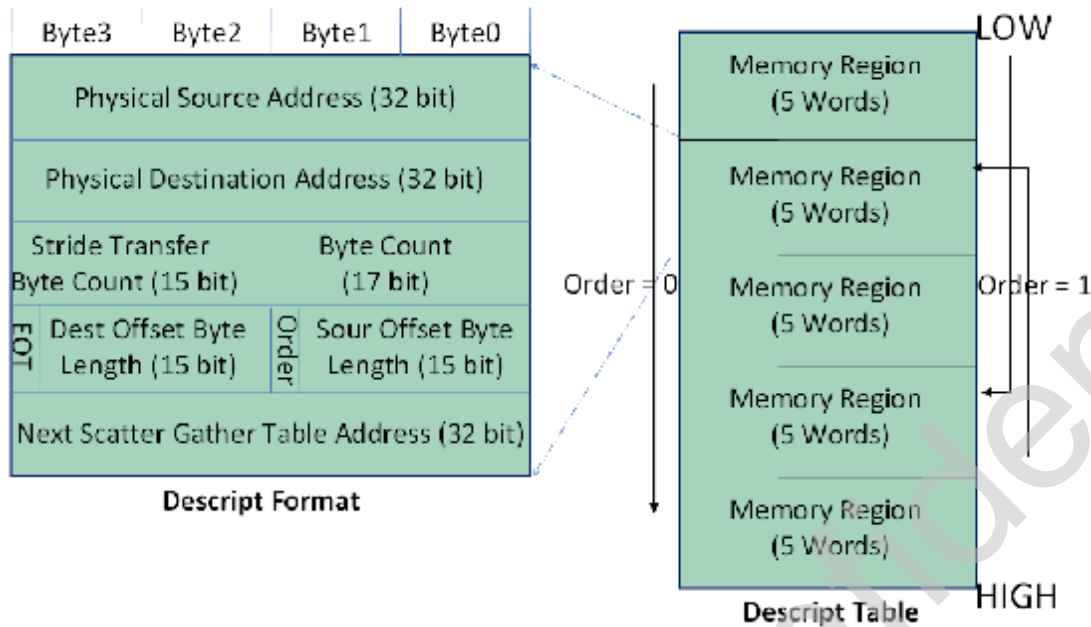 Byte3 Byte2 Byte1 Byte0
Physical Source Address (32 bit)
Physical Destination Address (32 bit)
Stride Transfer
Byte Count (15 bit)
Byte Count
(17 bit)
EOT
Dest Offset Byte
Length (15 bit)
Order
Sour Offset Byte
Length (15 bit)
Next Scatter Gather Table Address (32 bit)
Descript Format
LOW
Memory Region
(5 Words)
Memory Region
(5 Words)
Order = 0
Memory Region
(5 Words)
Order = 1
Memory Region
(5 Words)
Memory Region
(5 Words)
HIGH
Descript Table